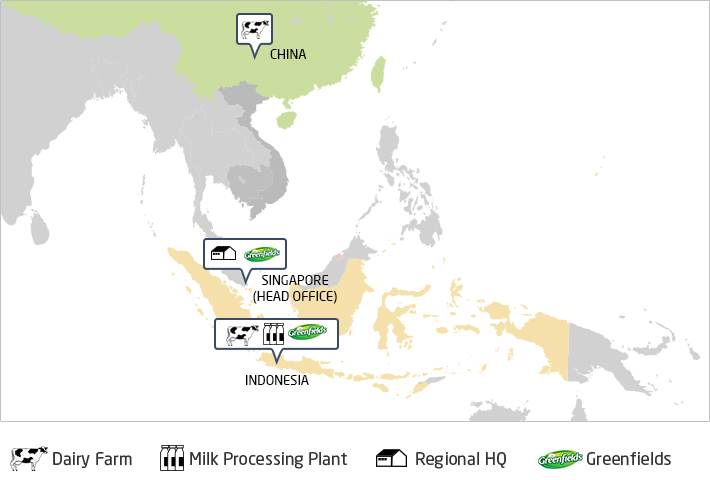 CHINA
Greenfields
SINGAPORE
(HEAD OFFICE)
Greenfields
INDONESIA
Dairy Farm
Milk Processing Plant
Regional HQ
Greenfields
Greenfields